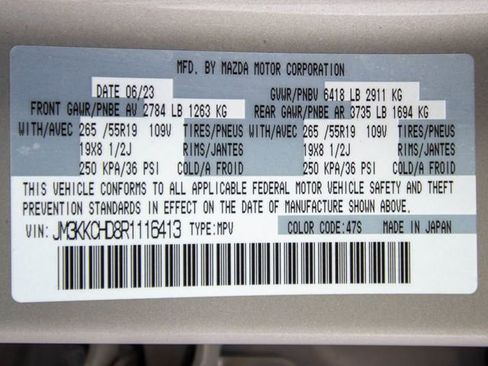 MFD. BY MAZDA MOTOR CORPORATION
DATE 06/23 GVWR/PNBV 6418 LB 2911 KG
FRONT GAWR/PNBE AV 2784 LB 1263 KG REAR GAWR/PNBE AR 3735 LB 1694 KG
WITH/AVEC 265 /55R19 109V TIRES/PNEUS WITH/AVEC 265 /55R19 109V TIRES/PNEUS
19X8 1/2J RIMS/JANTES 19X8 1/2J RIMS/JANTES
250 KPA/36 PSI COLD/A FROID 250 KPA/36 PSI COLD/A FROID
THIS VEHICLE CONFORMS TO ALL APPLICABLE FEDERAL MOTOR VEHICLE SAFETY AND THEFT
PREVENTION STANDARDS IN EFFECT ON THE DATE OF MANUFACTURE SHOWN ABOVE.
VIN: JM3KKCHD8R1116413 TYPE:MPV COLOR CODE:47S MADE IN JAPAN